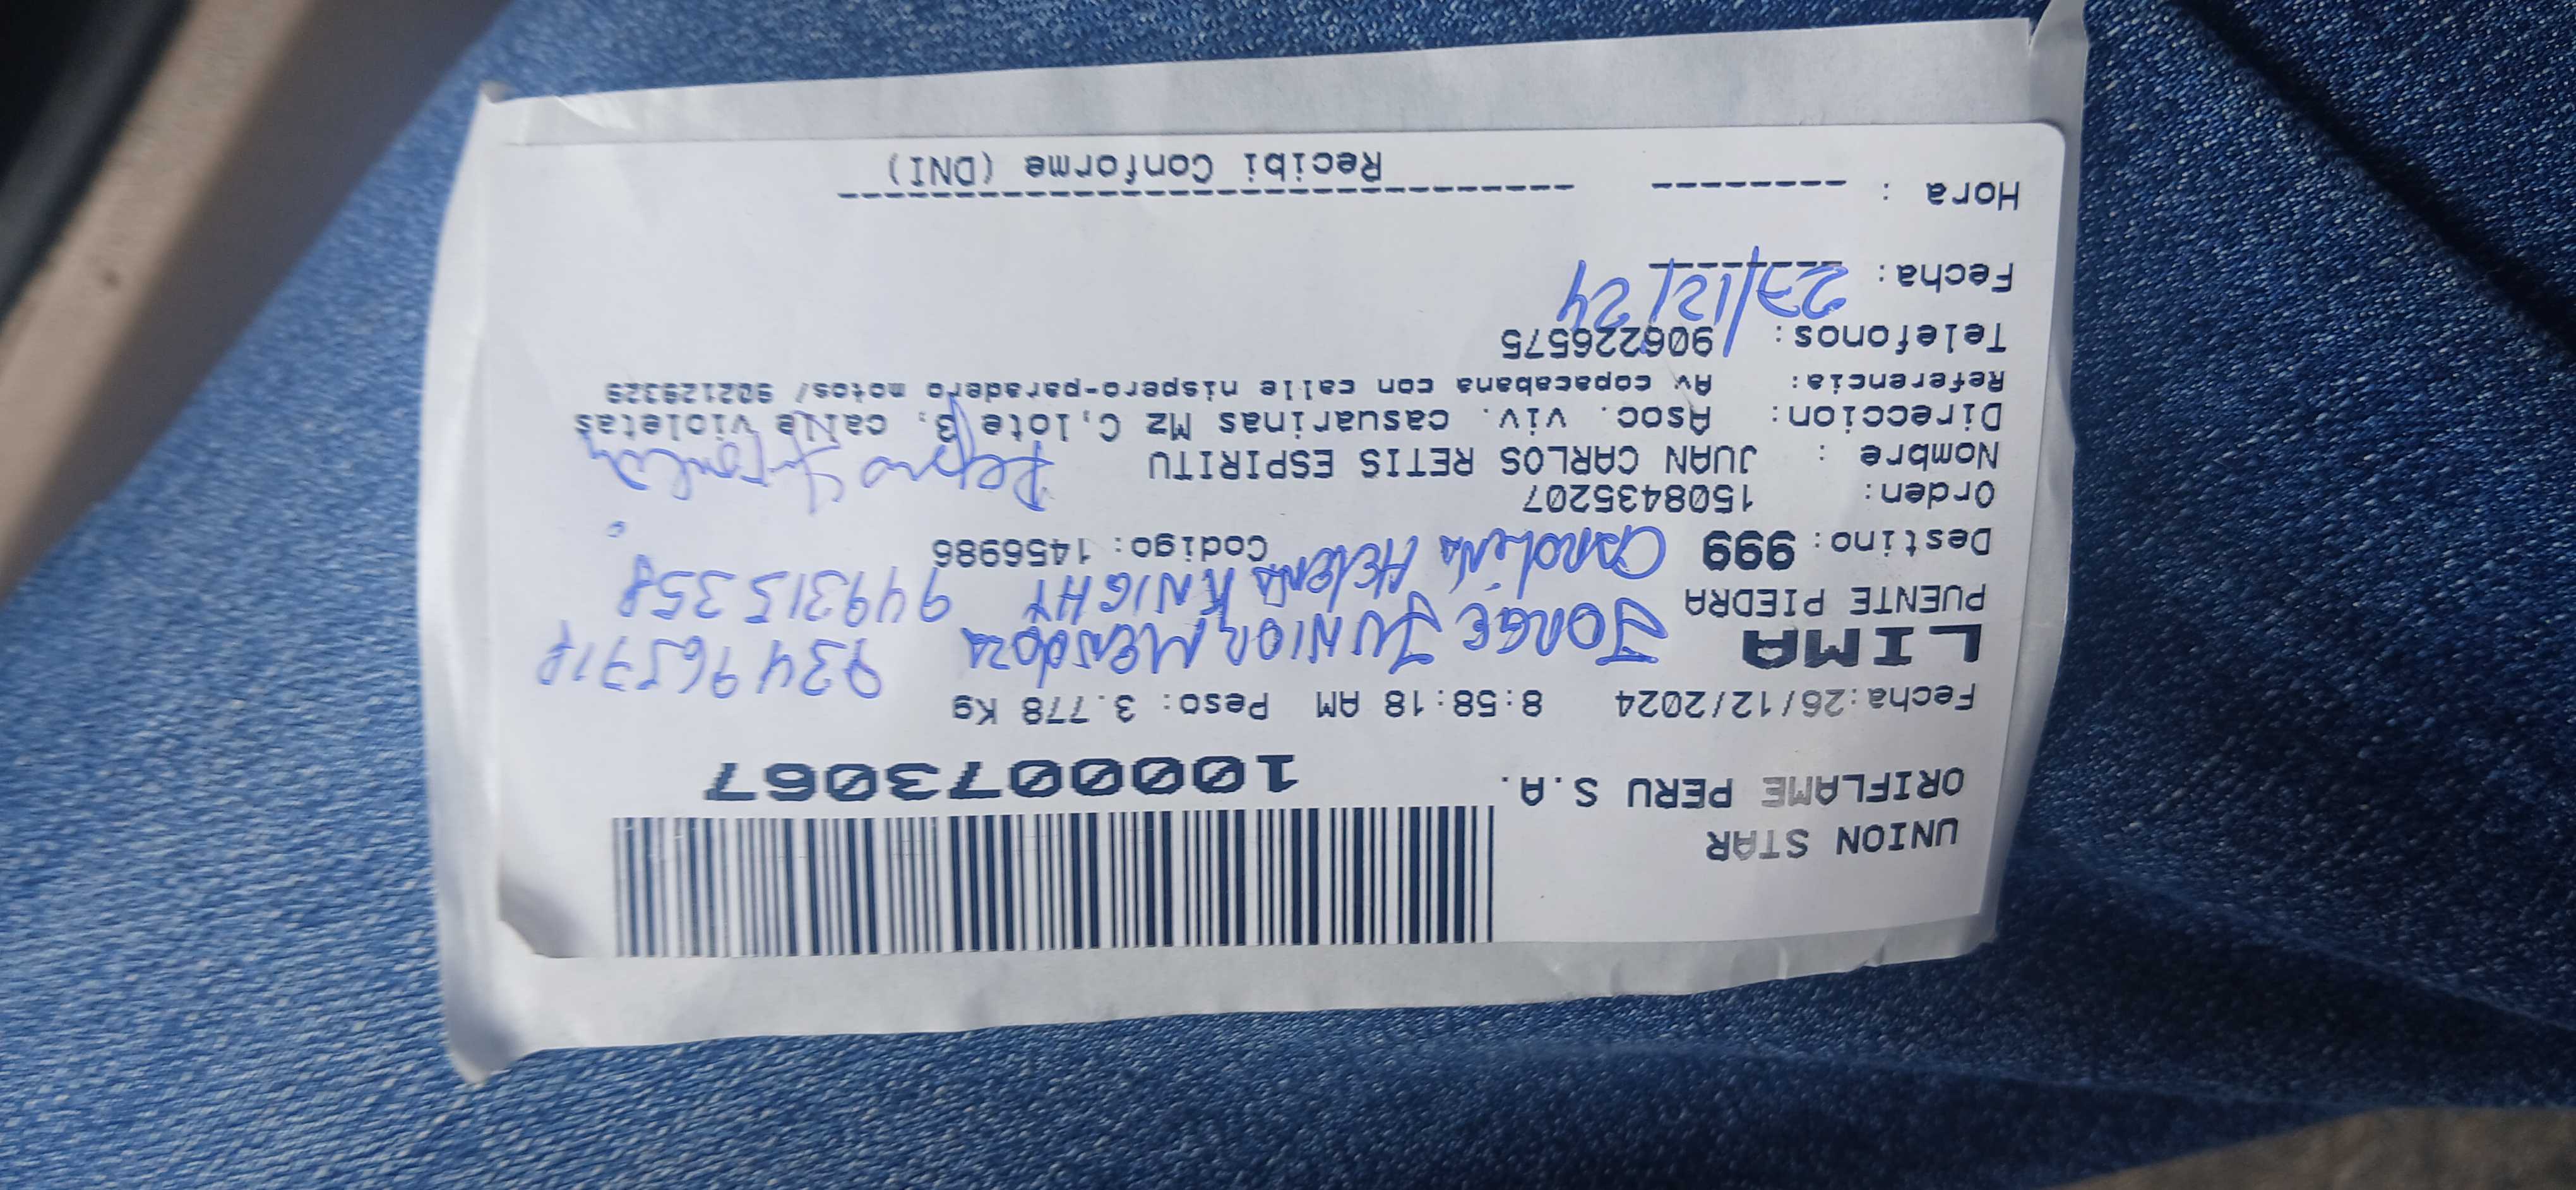 UNION STAR
ORIFLAME PERU S.A.
1000073067
Fecha:26/12/2024 8:58:18 AM Peso: 3.778 Kg
LIMA
JORGE JUNIOR MENDOZA
PUENTE PIEDRA
CAROLINA HELENA KNIGHT 949315358
Destino: 999 Codigo: 1456986
Orden: 1508435207
Nombre : JUAN CARLOS RETIS ESPIRITU
Direccion: Asoc. viv. casuarinas Mz C,lote 3, calle violetas
Referencia: Av copacabana con calle nispero-paradero motos/ 902129329
Telefonos: 906226575
Fecha: 27/12/24
Hora :
Recibi Conforme (DNI)